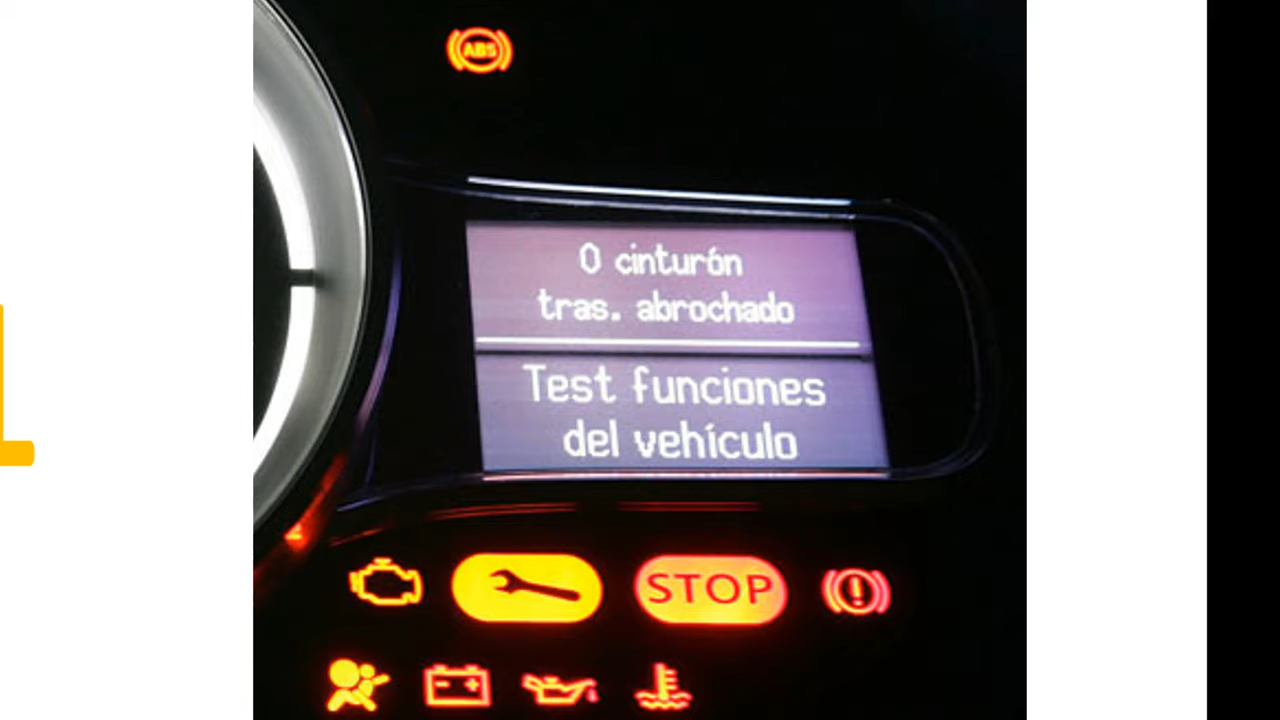 ABS
0 cinturón
tras. abrochado
Test funciones
del vehículo
STOP